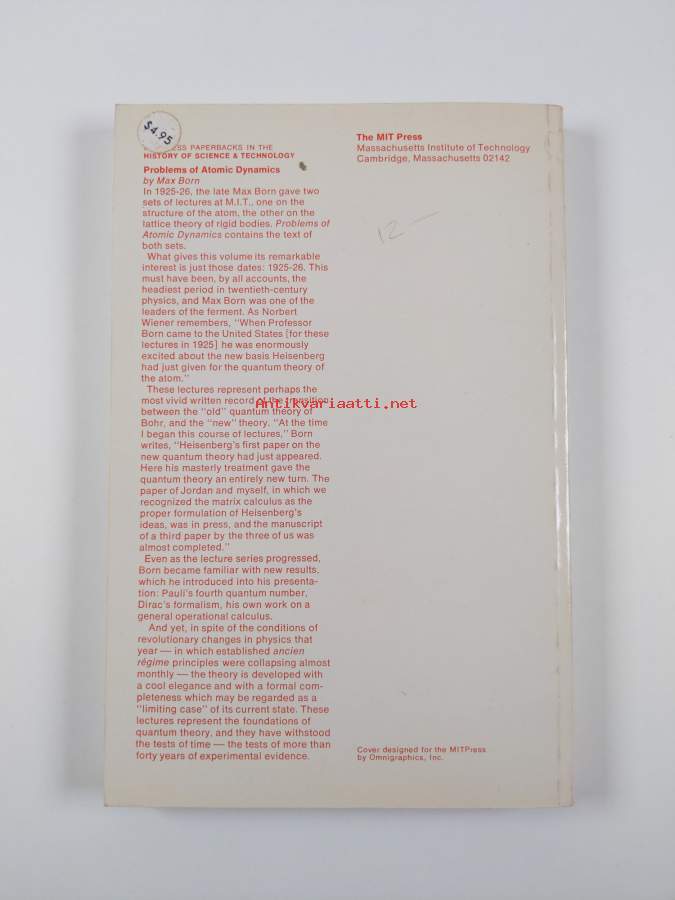 $4.95
ESS PAPERBACKS IN THE
HISTORY OF SCIENCE & TECHNOLOGY
Problems of Atomic Dynamics
by Max Born
In 1925-26, the late Max Born gave two
sets of lectures at M.I.T., one on the
structure of the atom, the other on the
lattice theory of rigid bodies. Problems of
Atomic Dynamics contains the text of
both sets.
What gives this volume its remarkable
interest is just those dates: 1925-26. This
must have been, by all accounts, the
headiest period in twentieth-century
physics, and Max Born was one of the
leaders of the ferment. As Norbert
Wiener remembers, "When Professor
Born came to the United States [for these
lectures in 1925] he was enormously
excited about the new basis Heisenberg
had just given for the quantum theory of
the atom."
These lectures represent perhaps the
most vivid written record of the transition
between the "old" quantum theory of
Bohr, and the "new" theory. "At the time
I began this course of lectures," Born
writes, "Heisenberg's first paper on the
new quantum theory had just appeared.
Here his masterly treatment gave the
quantum theory an entirely new turn. The
paper of Jordan and myself, in which we
recognized the matrix calculus as the
proper formulation of Heisenberg's
ideas, was in press, and the manuscript
of a third paper by the three of us was
almost completed."
Even as the lecture series progressed,
Born became familiar with new results,
which he introduced into his presenta-
tion: Pauli's fourth quantum number,
Dirac's formalism, his own work on a
general operational calculus.
And yet, in spite of the conditions of
revolutionary changes in physics that
year — in which established ancien
régime principles were collapsing almost
monthly — the theory is developed with
a cool elegance and with a formal com-
pleteness which may be regarded as a
"limiting case" of its current state. These
lectures represent the foundations of
quantum theory, and they have withstood
the tests of time — the tests of more than
forty years of experimental evidence.
The MIT Press
Massachusetts Institute of Technology
Cambridge, Massachusetts 02142
12 —
Antikvariaatti.net
Cover designed for the MITPress
by Omnigraphics, Inc.